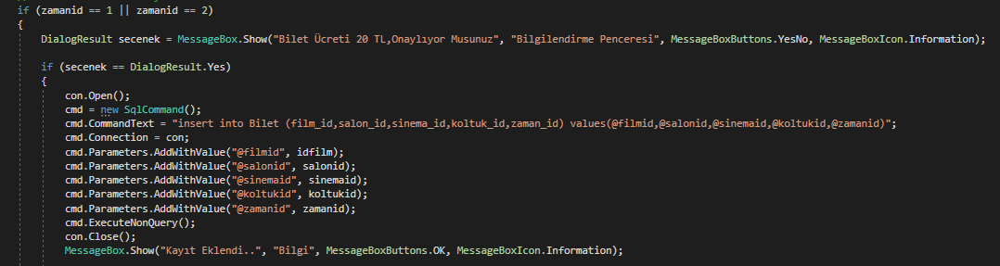 if (zamanid == 1 || zamanid == 2)
{
DialogResult secenek = MessageBox.Show("Bilet Ücreti 20 TL,Onaylıyor Musunuz", "Bilgilendirme Penceresi", MessageBoxButtons.YesNo, MessageBoxIcon.Information);
if (secenek == DialogResult.Yes)
{
con.Open();
cmd = new SqlCommand();
cmd.CommandText = "insert into Bilet (film_id,salon_id,sinema_id,koltuk_id,zaman_id) values(@filmid,@salonid,@sinemaid,@koltukid,@zamanid)";
cmd.Connection = con;
cmd.Parameters.AddWithValue("@filmid", idfilm);
cmd.Parameters.AddWithValue("@salonid", salonid);
cmd.Parameters.AddWithValue("@sinemaid", sinemaid);
cmd.Parameters.AddWithValue("@koltukid", koltukid);
cmd.Parameters.AddWithValue("@zamanid", zamanid);
cmd.ExecuteNonQuery();
con.Close();
MessageBox.Show("Kayıt Eklendi..", "Bilgi", MessageBoxButtons.OK, MessageBoxIcon.Information);